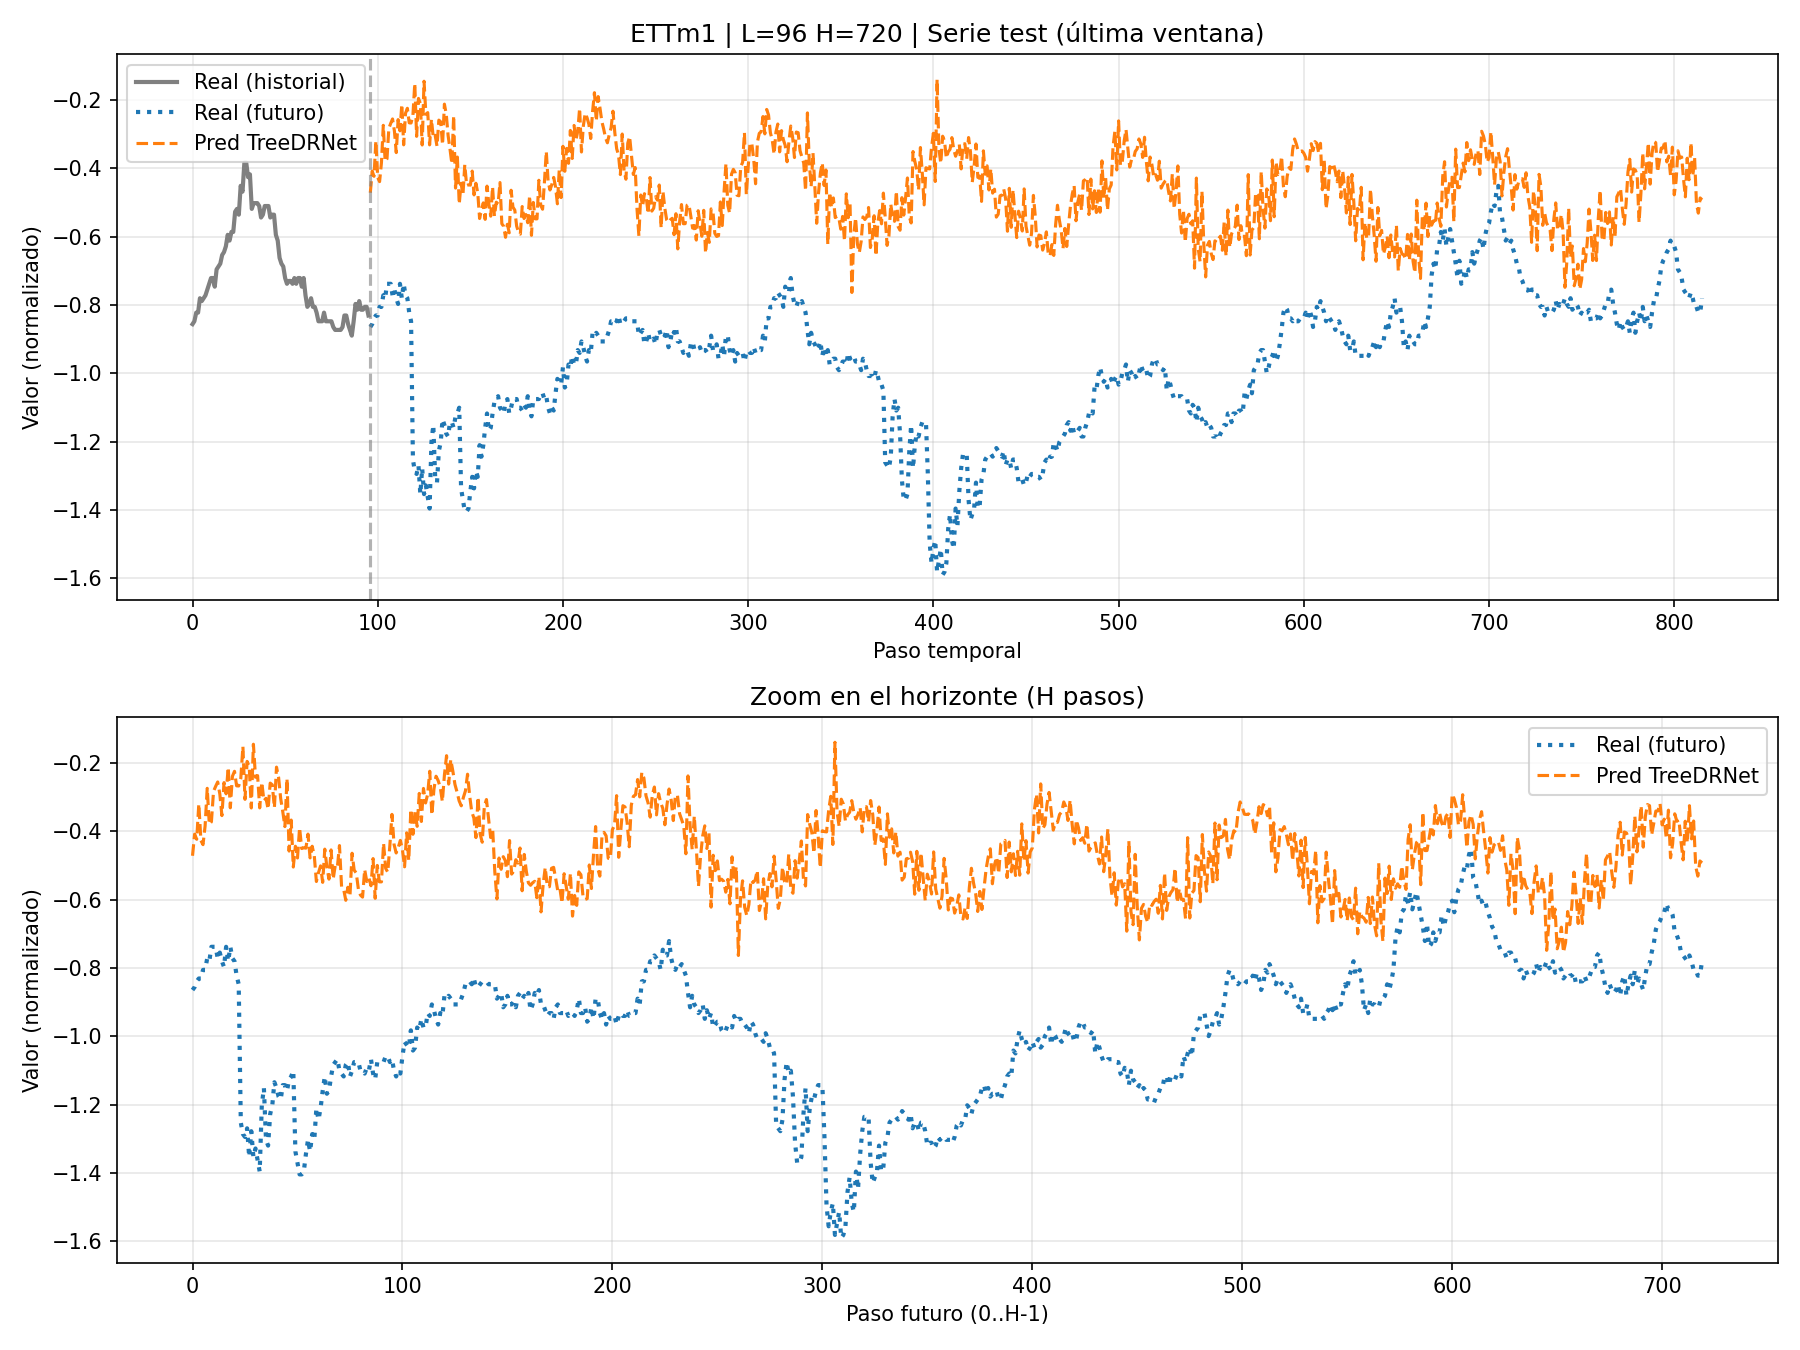 ETTm1 | L=96 H=720 | Serie test (última ventana)
Real (historial)
Real (futuro)
Pred TreeDRNet
Valor (normalizado)
−0.2
−0.4
−0.6
−0.8
−1.0
−1.2
−1.4
−1.6
0 100 200 300 400 500 600 700 800
Paso temporal
Zoom en el horizonte (H pasos)
Real (futuro)
Pred TreeDRNet
Valor (normalizado)
−0.2
−0.4
−0.6
−0.8
−1.0
−1.2
−1.4
−1.6
0 100 200 300 400 500 600 700
Paso futuro (0..H-1)